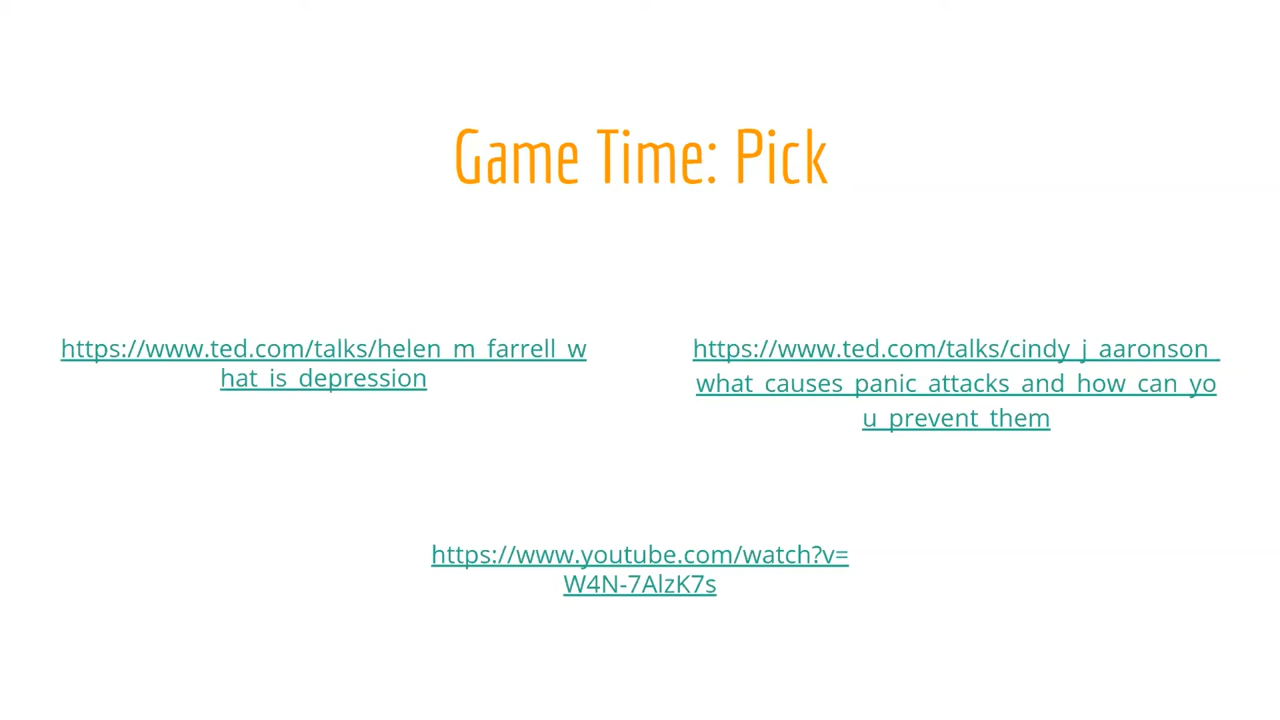 Game Time: Pick
https://www.ted.com/talks/helen_m_farrell_w
hat_is_depression
https://www.ted.com/talks/cindy_j_aaronson_
what_causes_panic_attacks_and_how_can_yo
u_prevent_them
https://www.youtube.com/watch?v=
W4N-7AlzK7s